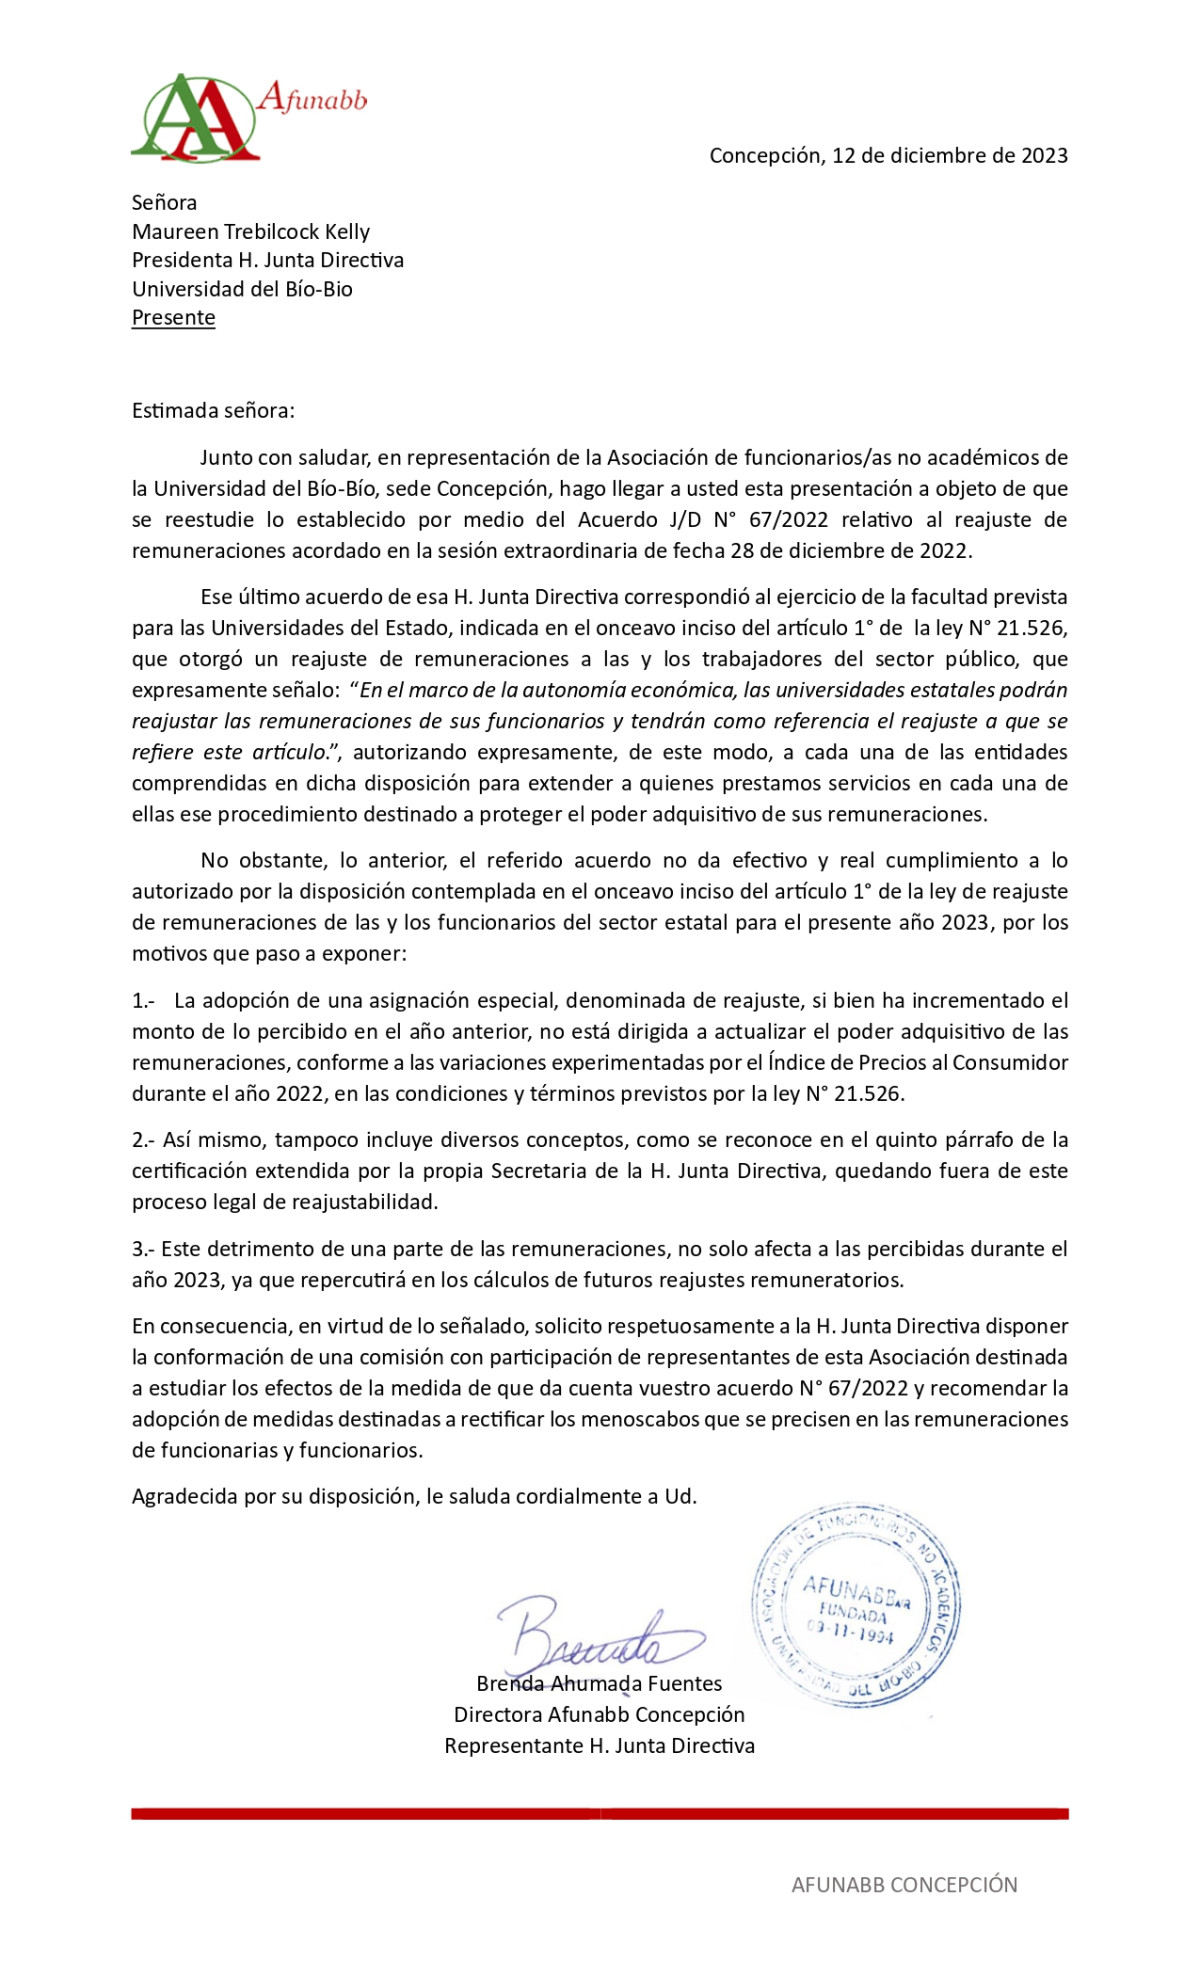 AA Afunabb
Concepción, 12 de diciembre de 2023
Señora
Maureen Trebilcock Kelly
Presidenta H. Junta Directiva
Universidad del Bío-Bio
Presente
Estimada señora:
Junto con saludar, en representación de la Asociación de funcionarios/as no académicos de
la Universidad del Bío-Bío, sede Concepción, hago llegar a usted esta presentación a objeto de que
se reestudie lo establecido por medio del Acuerdo J/D N° 67/2022 relativo al reajuste de
remuneraciones acordado en la sesión extraordinaria de fecha 28 de diciembre de 2022.
Ese último acuerdo de esa H. Junta Directiva correspondió al ejercicio de la facultad prevista
para las Universidades del Estado, indicada en el onceavo inciso del artículo 1° de la ley N° 21.526,
que otorgó un reajuste de remuneraciones a las y los trabajadores del sector público, que
expresamente señalo: “En el marco de la autonomía económica, las universidades estatales podrán
reajustar las remuneraciones de sus funcionarios y tendrán como referencia el reajuste a que se
refiere este artículo.”, autorizando expresamente, de este modo, a cada una de las entidades
comprendidas en dicha disposición para extender a quienes prestamos servicios en cada una de
ellas ese procedimiento destinado a proteger el poder adquisitivo de sus remuneraciones.
No obstante, lo anterior, el referido acuerdo no da efectivo y real cumplimiento a lo
autorizado por la disposición contemplada en el onceavo inciso del artículo 1° de la ley de reajuste
de remuneraciones de las y los funcionarios del sector estatal para el presente año 2023, por los
motivos que paso a exponer:
1.- La adopción de una asignación especial, denominada de reajuste, si bien ha incrementado el
monto de lo percibido en el año anterior, no está dirigida a actualizar el poder adquisitivo de las
remuneraciones, conforme a las variaciones experimentadas por el Índice de Precios al Consumidor
durante el año 2022, en las condiciones y términos previstos por la ley N° 21.526.
2.- Así mismo, tampoco incluye diversos conceptos, como se reconoce en el quinto párrafo de la
certificación extendida por la propia Secretaria de la H. Junta Directiva, quedando fuera de este
proceso legal de reajustabilidad.
3.- Este detrimento de una parte de las remuneraciones, no solo afecta a las percibidas durante el
año 2023, ya que repercutirá en los cálculos de futuros reajustes remuneratorios.
En consecuencia, en virtud de lo señalado, solicito respetuosamente a la H. Junta Directiva disponer
la conformación de una comisión con participación de representantes de esta Asociación destinada
a estudiar los efectos de la medida de que da cuenta vuestro acuerdo N° 67/2022 y recomendar la
adopción de medidas destinadas a rectificar los menoscabos que se precisen en las remuneraciones
de funcionarias y funcionarios.
Agradecida por su disposición, le saluda cordialmente a Ud.
ASOCIACION DE FUNCIONARIOS NO ACADEMICOS
UNIVERSIDAD DEL BIO-BIO
AFUNABB
FUNDADA
09-11-1994
Brenda
Brenda Ahumada Fuentes
Directora Afunabb Concepción
Representante H. Junta Directiva
AFUNABB CONCEPCIÓN